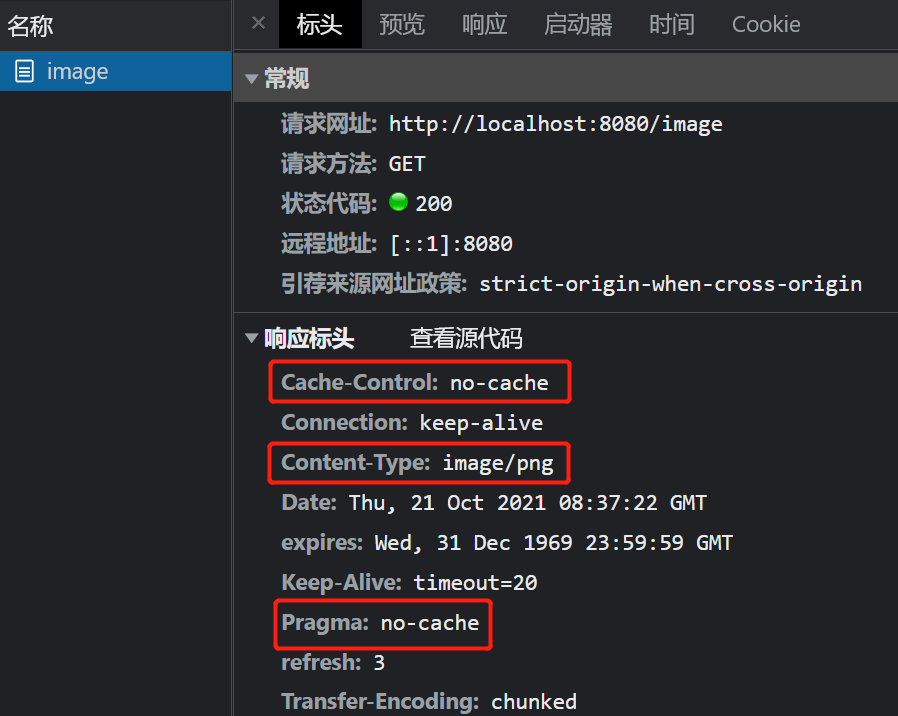 名称
× 标头 预览 响应 启动器 时间 Cookie
image
常规
请求网址: http://localhost:8080/image
请求方法: GET
状态代码: 200
远程地址: [::1]:8080
引荐来源网址政策: strict-origin-when-cross-origin
响应标头 查看源代码
Cache-Control: no-cache
Connection: keep-alive
Content-Type: image/png
Date: Thu, 21 Oct 2021 08:37:22 GMT
expires: Wed, 31 Dec 1969 23:59:59 GMT
Keep-Alive: timeout=20
Pragma: no-cache
refresh: 3
Transfer-Encoding: chunked